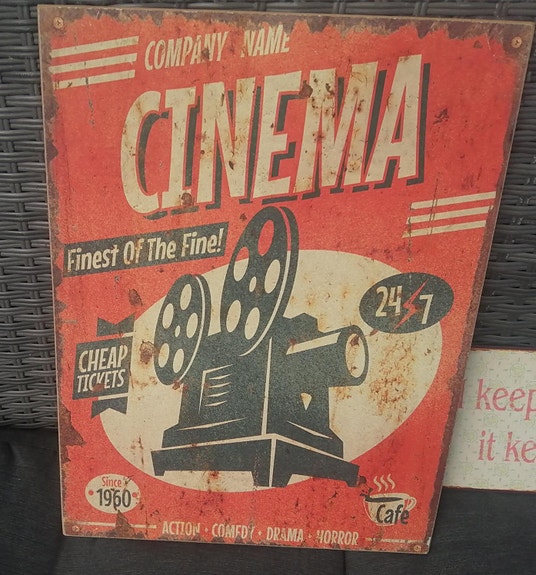 COMPANY NAME
CINEMA
Finest Of The Fine!
24 7
CHEAP
TICKETS
Since
1960
Café
ACTION · COMEDY · DRAMA · HORROR
I keep
it ke